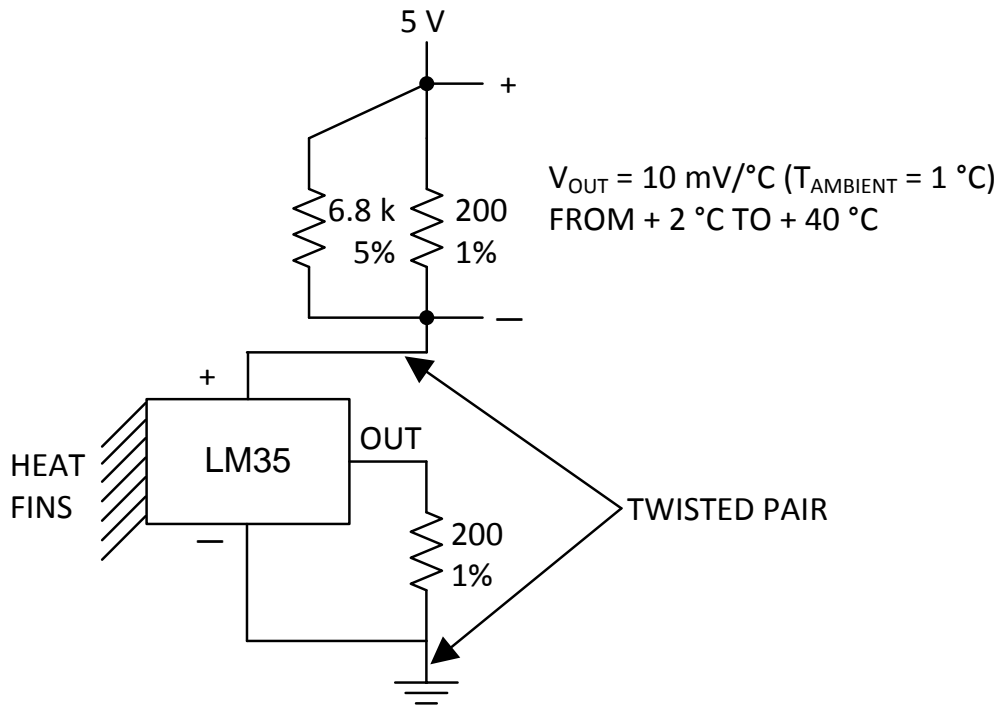 5 V
+
6.8 k
5%
200
1%
V_OUT = 10 mV/°C (T_AMBIENT = 1 °C)
FROM + 2 °C TO + 40 °C
—
+
HEAT
FINS
LM35
OUT
—
200
1%
TWISTED PAIR